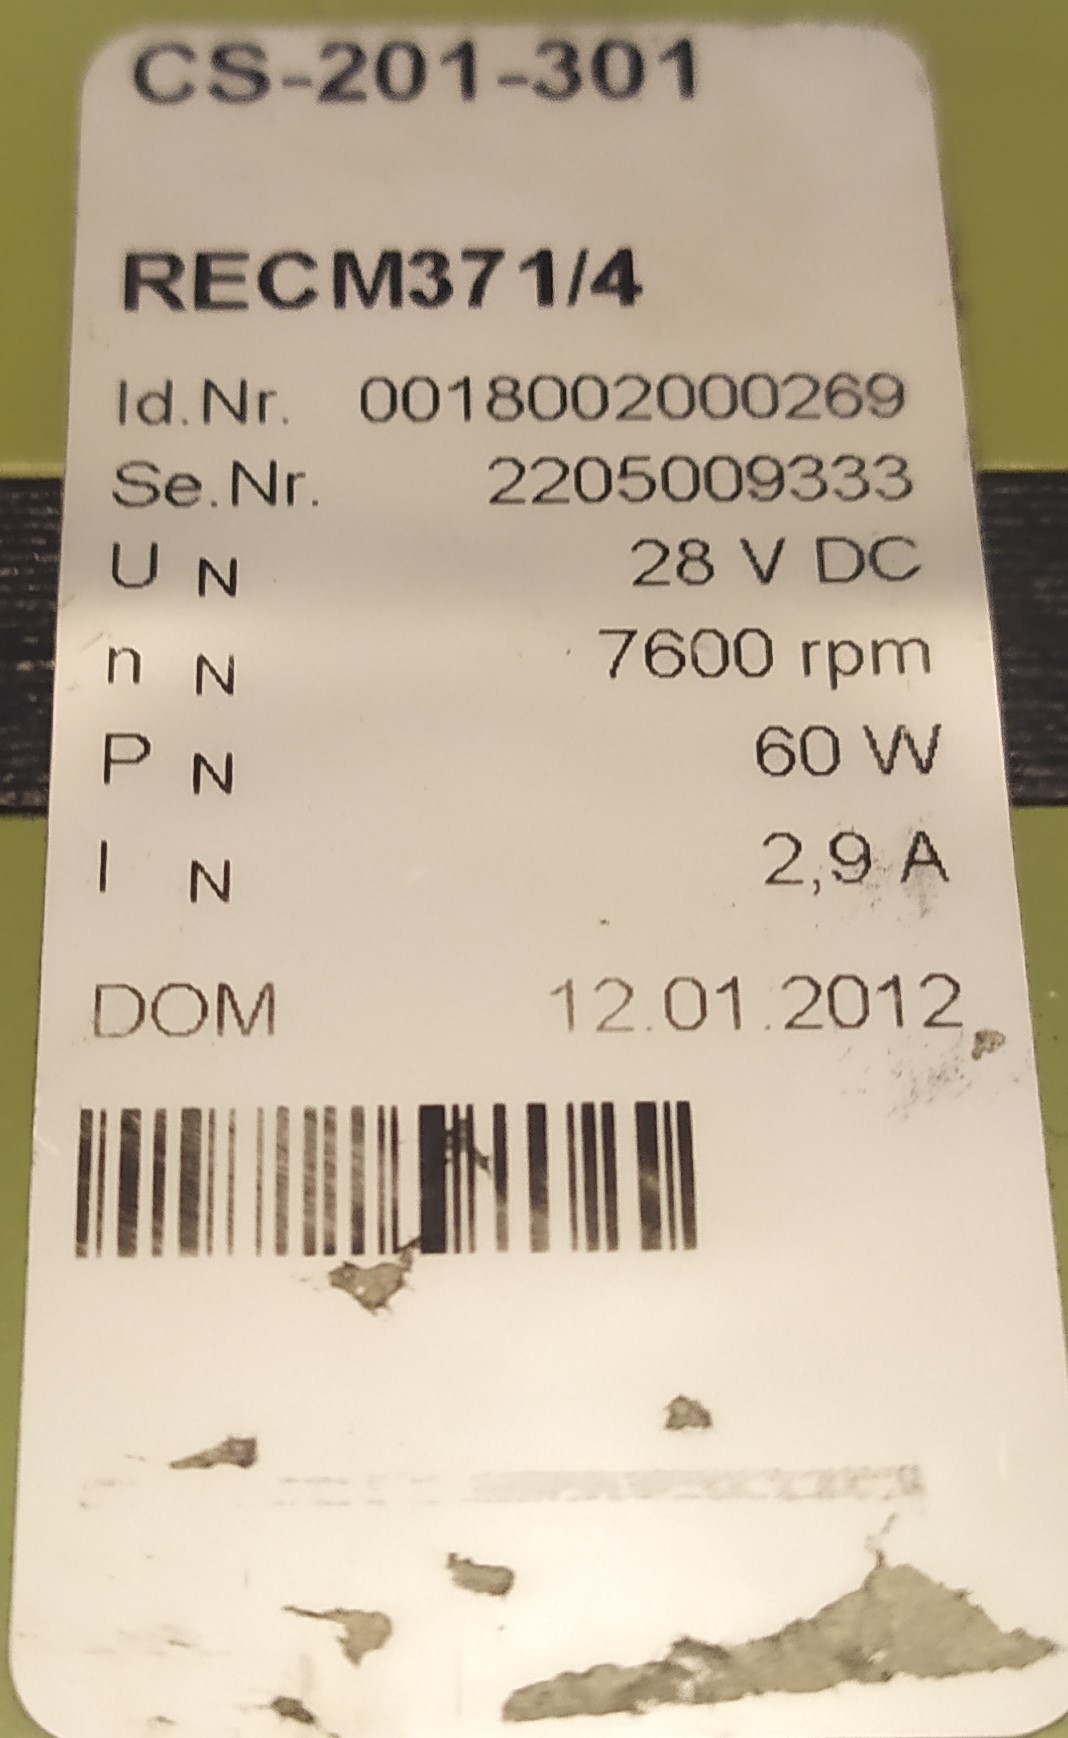 CS-201-301
RECM371/4
Id.Nr. 0018002000269
Se.Nr. 2205009333
U N 28 V DC
n N 7600 rpm
P N 60 W
I N 2,9 A
DOM 12.01.2012